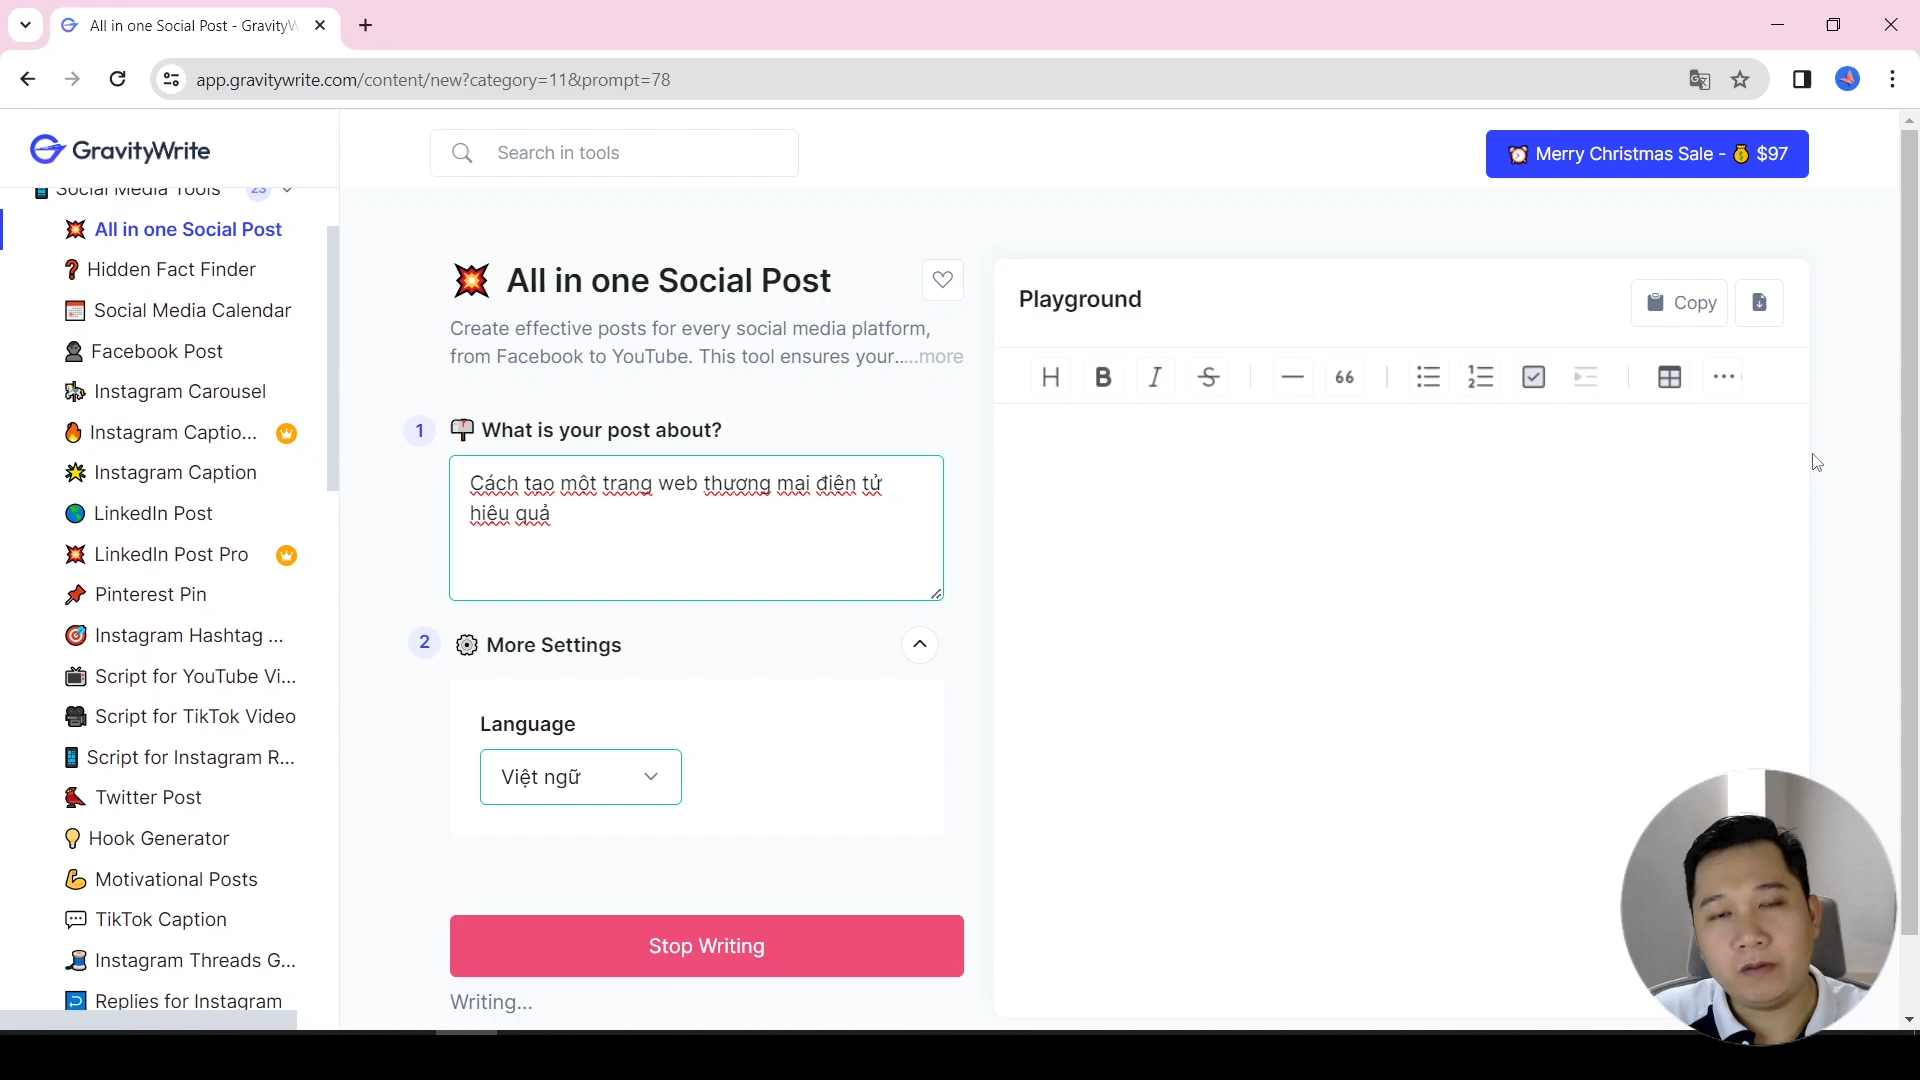 All in one Social Post - GravityW
app.gravitywrite.com/content/new?category=11&prompt=78
GravityWrite
Search in tools
Merry Christmas Sale - $97
Social Media Tools 23
All in one Social Post
Hidden Fact Finder
Social Media Calendar
Facebook Post
Instagram Carousel
Instagram Captio...
Instagram Caption
LinkedIn Post
LinkedIn Post Pro
Pinterest Pin
Instagram Hashtag ...
Script for YouTube Vi...
Script for TikTok Video
Script for Instagram R...
Twitter Post
Hook Generator
Motivational Posts
TikTok Caption
Instagram Threads G...
Replies for Instagram
All in one Social Post
Create effective posts for every social media platform,
from Facebook to YouTube. This tool ensures your.....more
1 What is your post about?
Cách tạo một trang web thương mại điện tử
hiệu quả
2 More Settings
Language
Việt ngữ
Stop Writing
Writing...
Playground
Copy